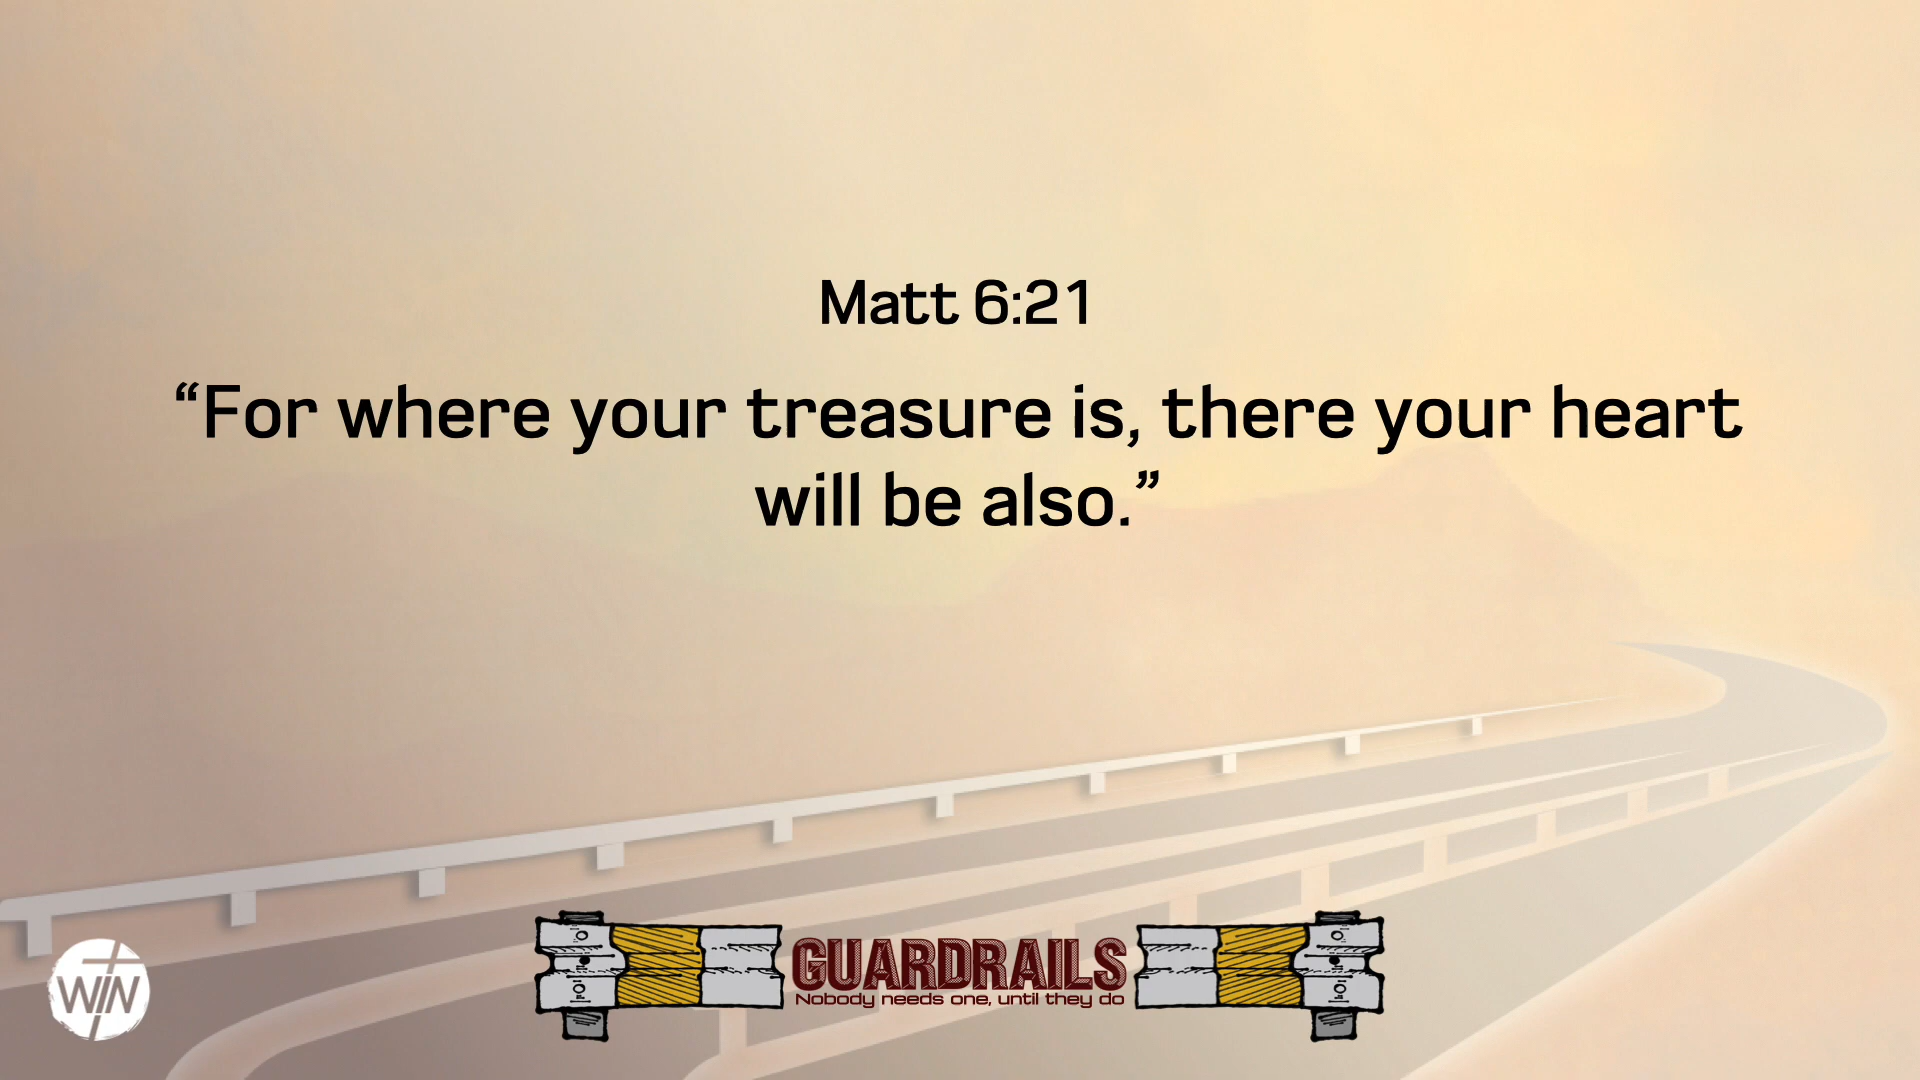 Matt 6:21
“For where your treasure is, there your heart
will be also.”
GUARDRAILS
Nobody needs one, until they do
WIN